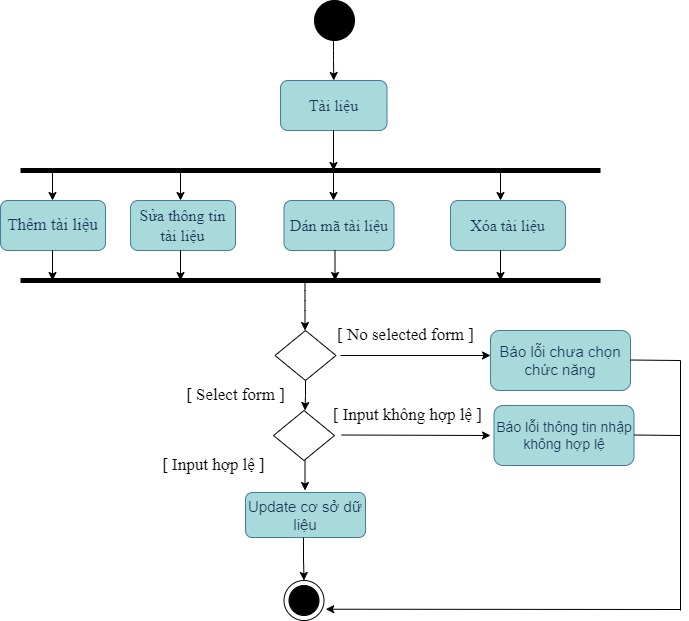 Tài liệu
Thêm tài liệu
Sửa thông tin
tài liệu
Dán mã tài liệu
Xóa tài liệu
[ No selected form ]
Báo lỗi chưa chọn
chức năng
[ Select form ]
[ Input không hợp lệ ]
Báo lỗi thông tin nhập
không hợp lệ
[ Input hợp lệ ]
Update cơ sở dữ
liệu